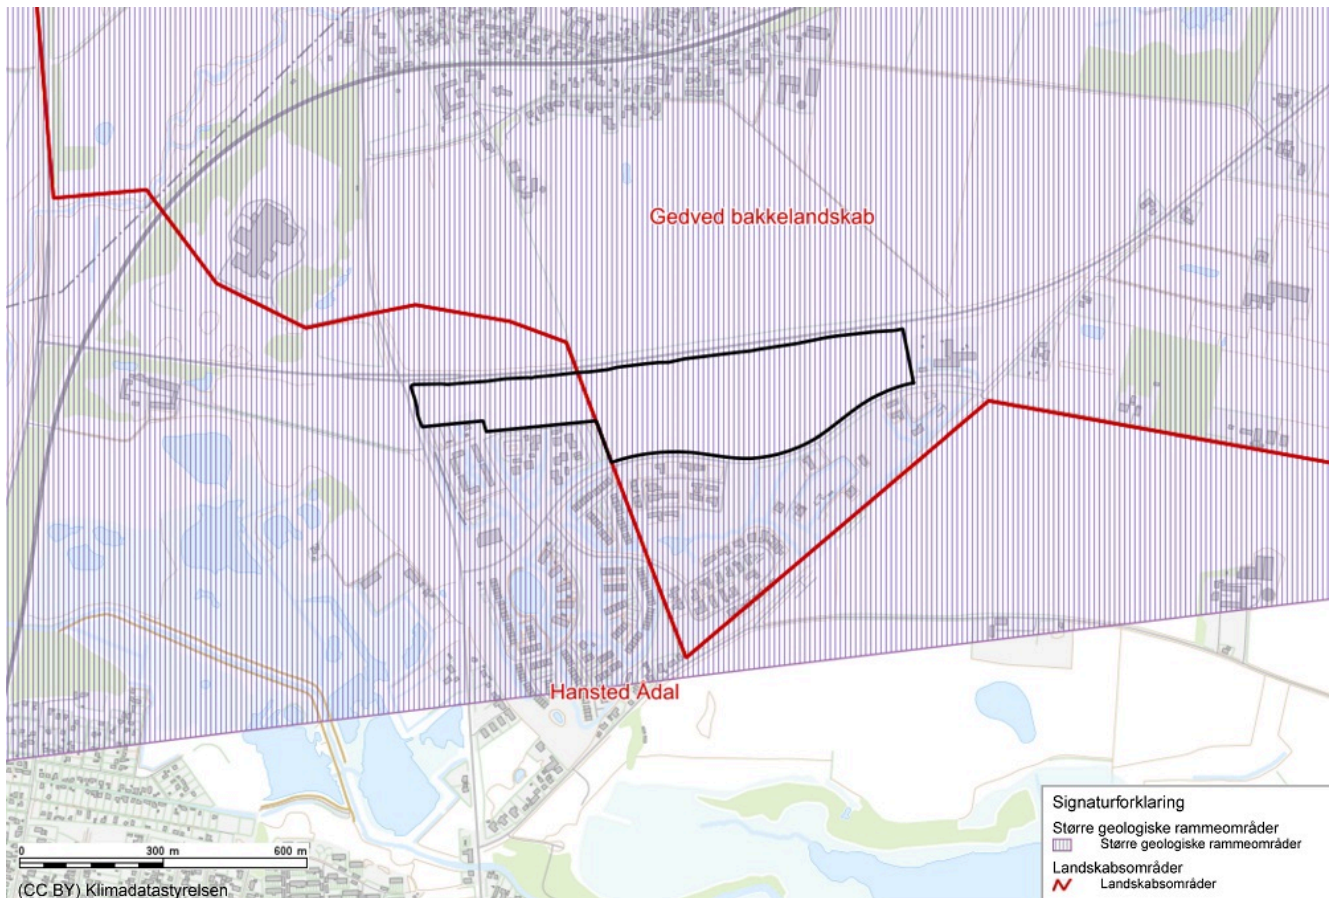 Gedved bakkelandskab
Hansted Ådal
Signaturforklaring
Større geologiske rammeområder
Større geologiske rammeområder
Landskabsområder
Landskabsområder
0 300 m 600 m
(CC BY) Klimadatastyrelsen